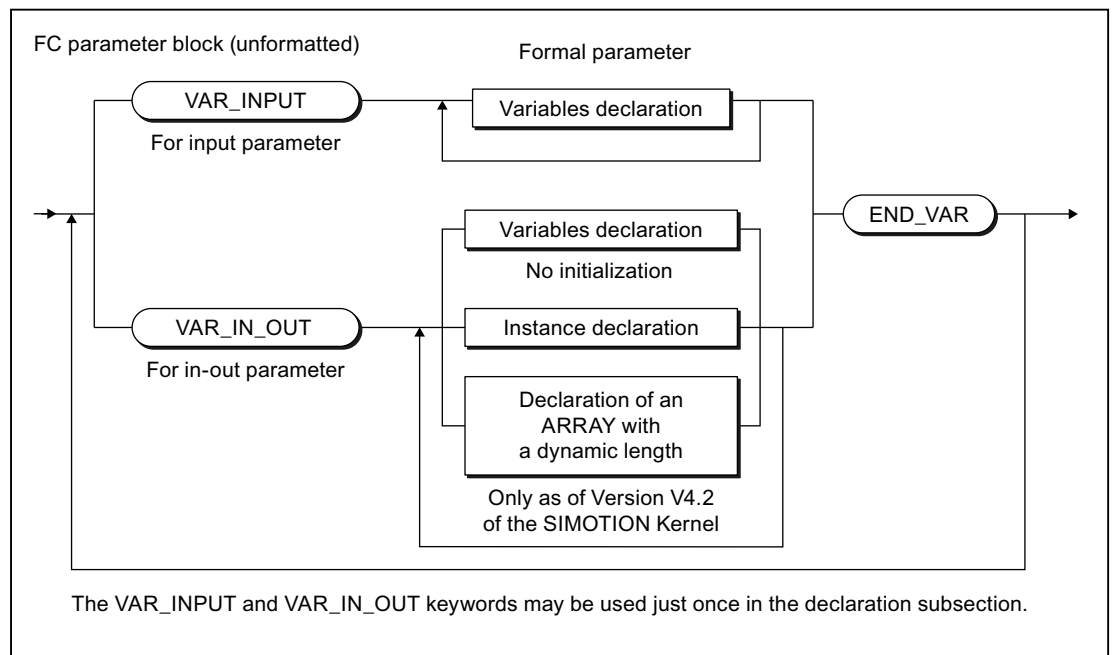 FC parameter block (unformatted)
Formal parameter
VAR_INPUT
Variables declaration
For input parameter
Variables declaration
END_VAR
No initialization
VAR_IN_OUT
Instance declaration
For in-out parameter
Declaration of an
ARRAY with
a dynamic length
Only as of Version V4.2
of the SIMOTION Kernel
The VAR_INPUT and VAR_IN_OUT keywords may be used just once in the declaration subsection.